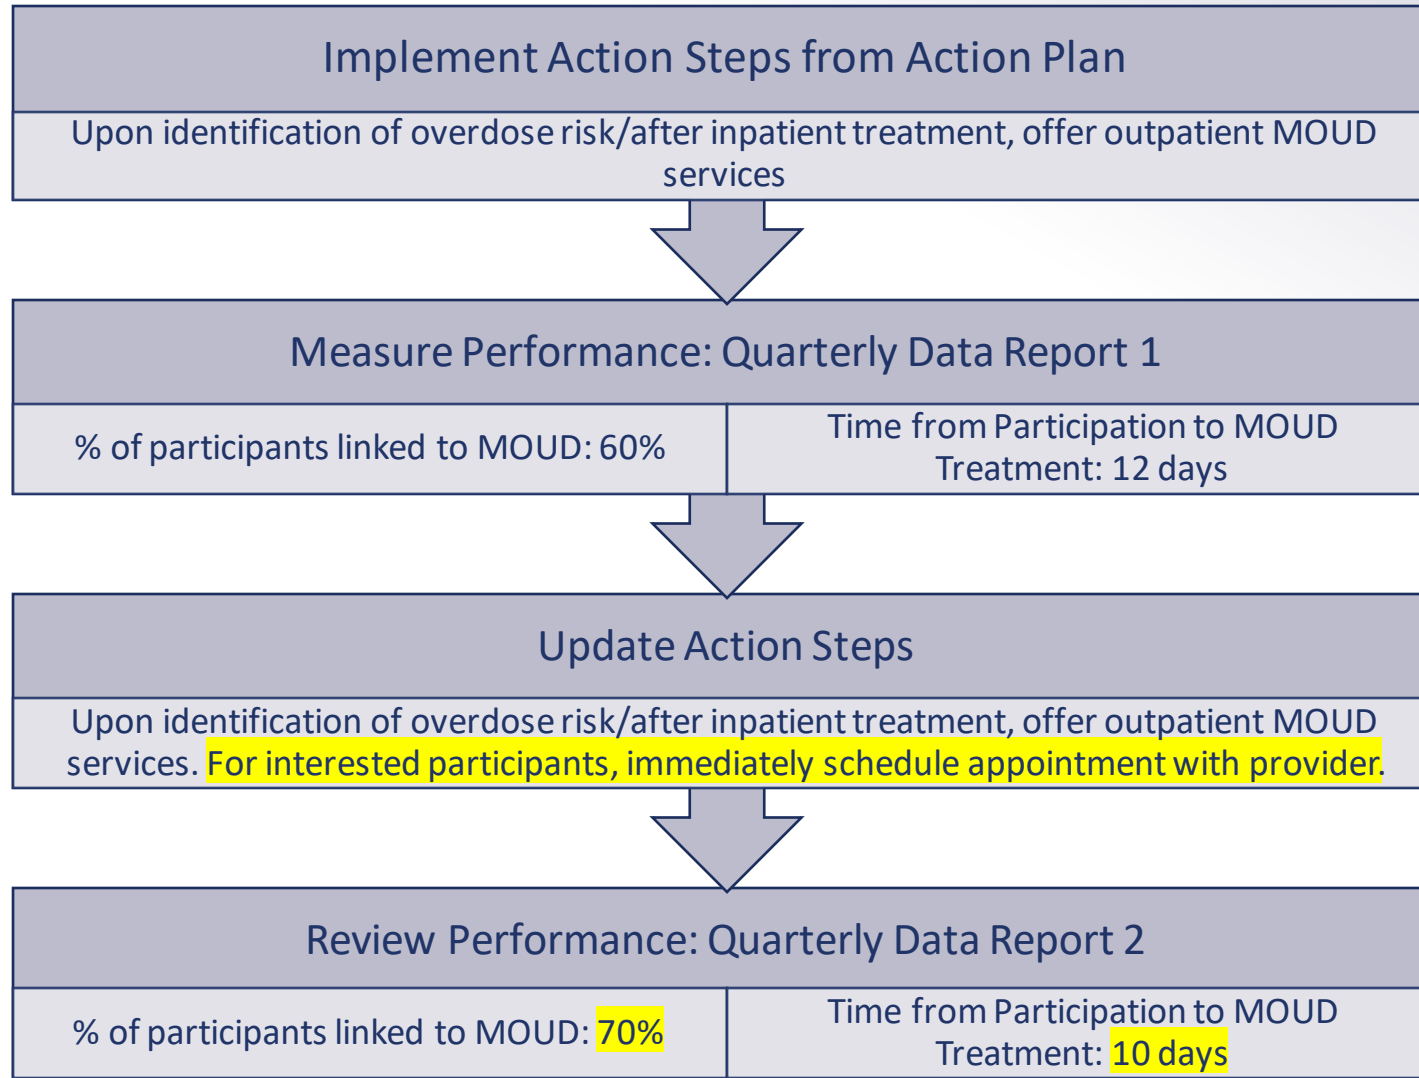 Implement Action Steps from Action Plan
Upon identification of overdose risk/after inpatient treatment, offer outpatient MOUD
services
Measure Performance: Quarterly Data Report 1
% of participants linked to MOUD: 60%
Time from Participation to MOUD
Treatment: 12 days
Update Action Steps
Upon identification of overdose risk/after inpatient treatment, offer outpatient MOUD
services. For interested participants, immediately schedule appointment with provider.
Review Performance: Quarterly Data Report 2
% of participants linked to MOUD: 70%
Time from Participation to MOUD
Treatment: 10 days